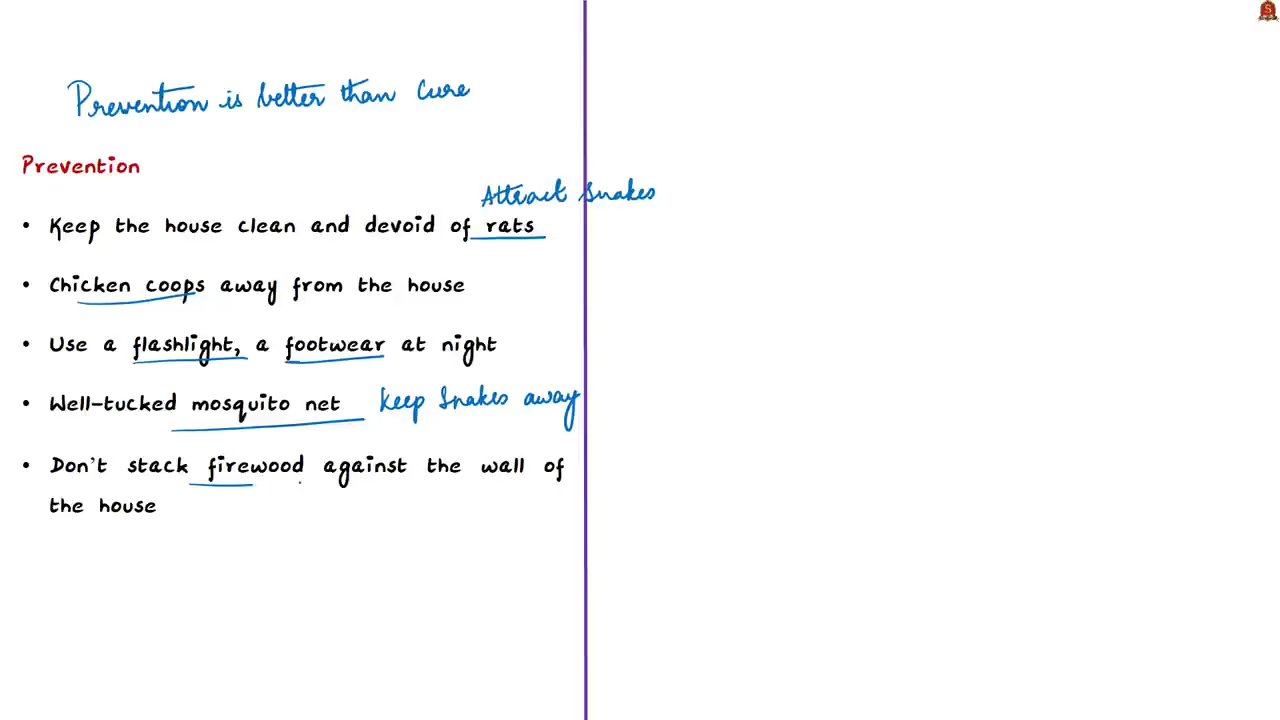 Prevention is better than cure
Prevention
Attract Snakes
• Keep the house clean and devoid of rats
• Chicken coops away from the house
• Use a flashlight, a footwear at night
• Well-tucked mosquito net Keep Snakes away
• Don't stack firewood against the wall of
the house